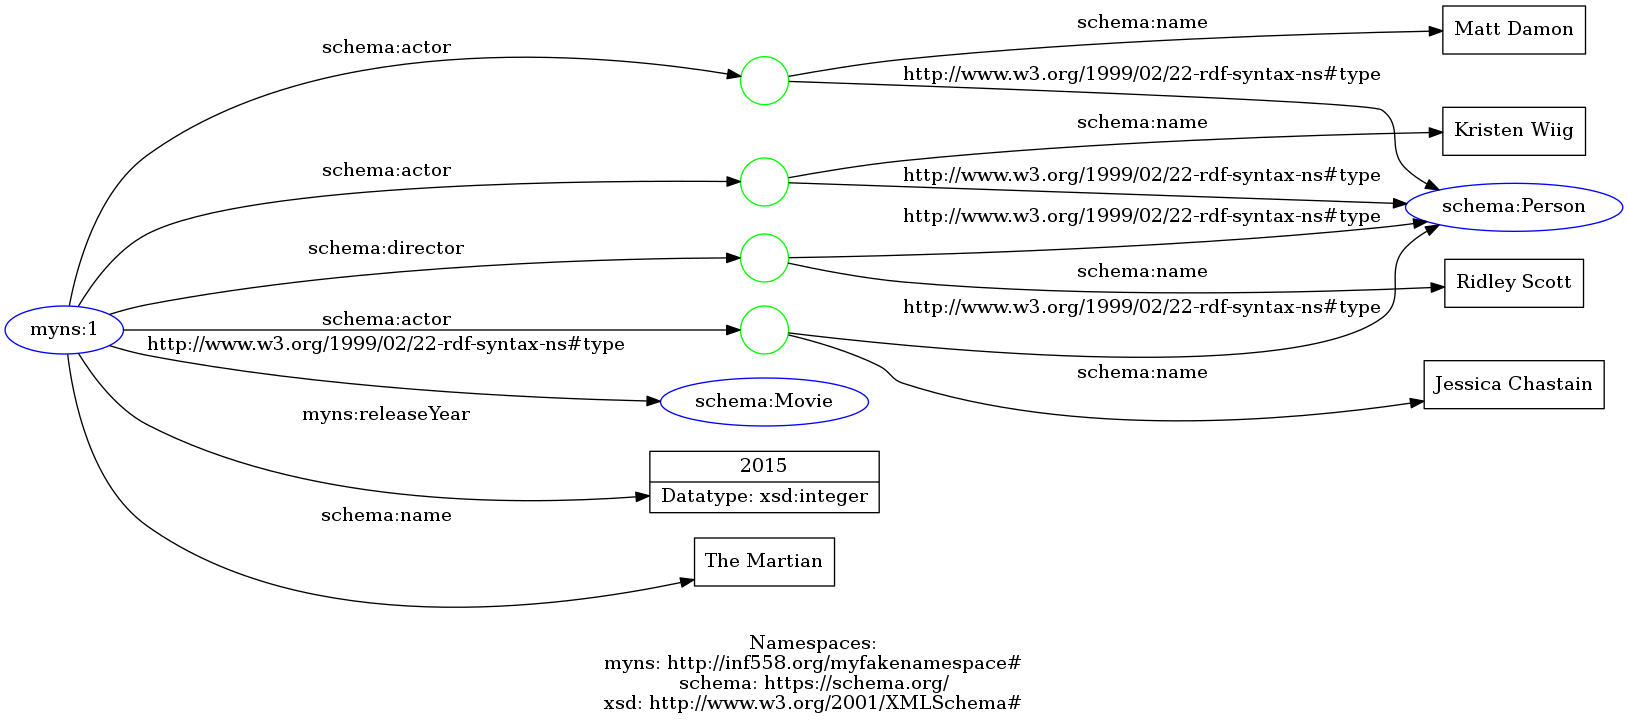 schema:name
Matt Damon
schema:actor
http://www.w3.org/1999/02/22-rdf-syntax-ns#type
schema:name
Kristen Wiig
schema:actor
http://www.w3.org/1999/02/22-rdf-syntax-ns#type
schema:Person
http://www.w3.org/1999/02/22-rdf-syntax-ns#type
schema:director
schema:name
Ridley Scott
http://www.w3.org/1999/02/22-rdf-syntax-ns#type
schema:actor
myns:1
http://www.w3.org/1999/02/22-rdf-syntax-ns#type
schema:name
Jessica Chastain
schema:Movie
myns:releaseYear
2015
Datatype: xsd:integer
schema:name
The Martian
Namespaces:
myns: http://inf558.org/myfakenamespace#
schema: https://schema.org/
xsd: http://www.w3.org/2001/XMLSchema#